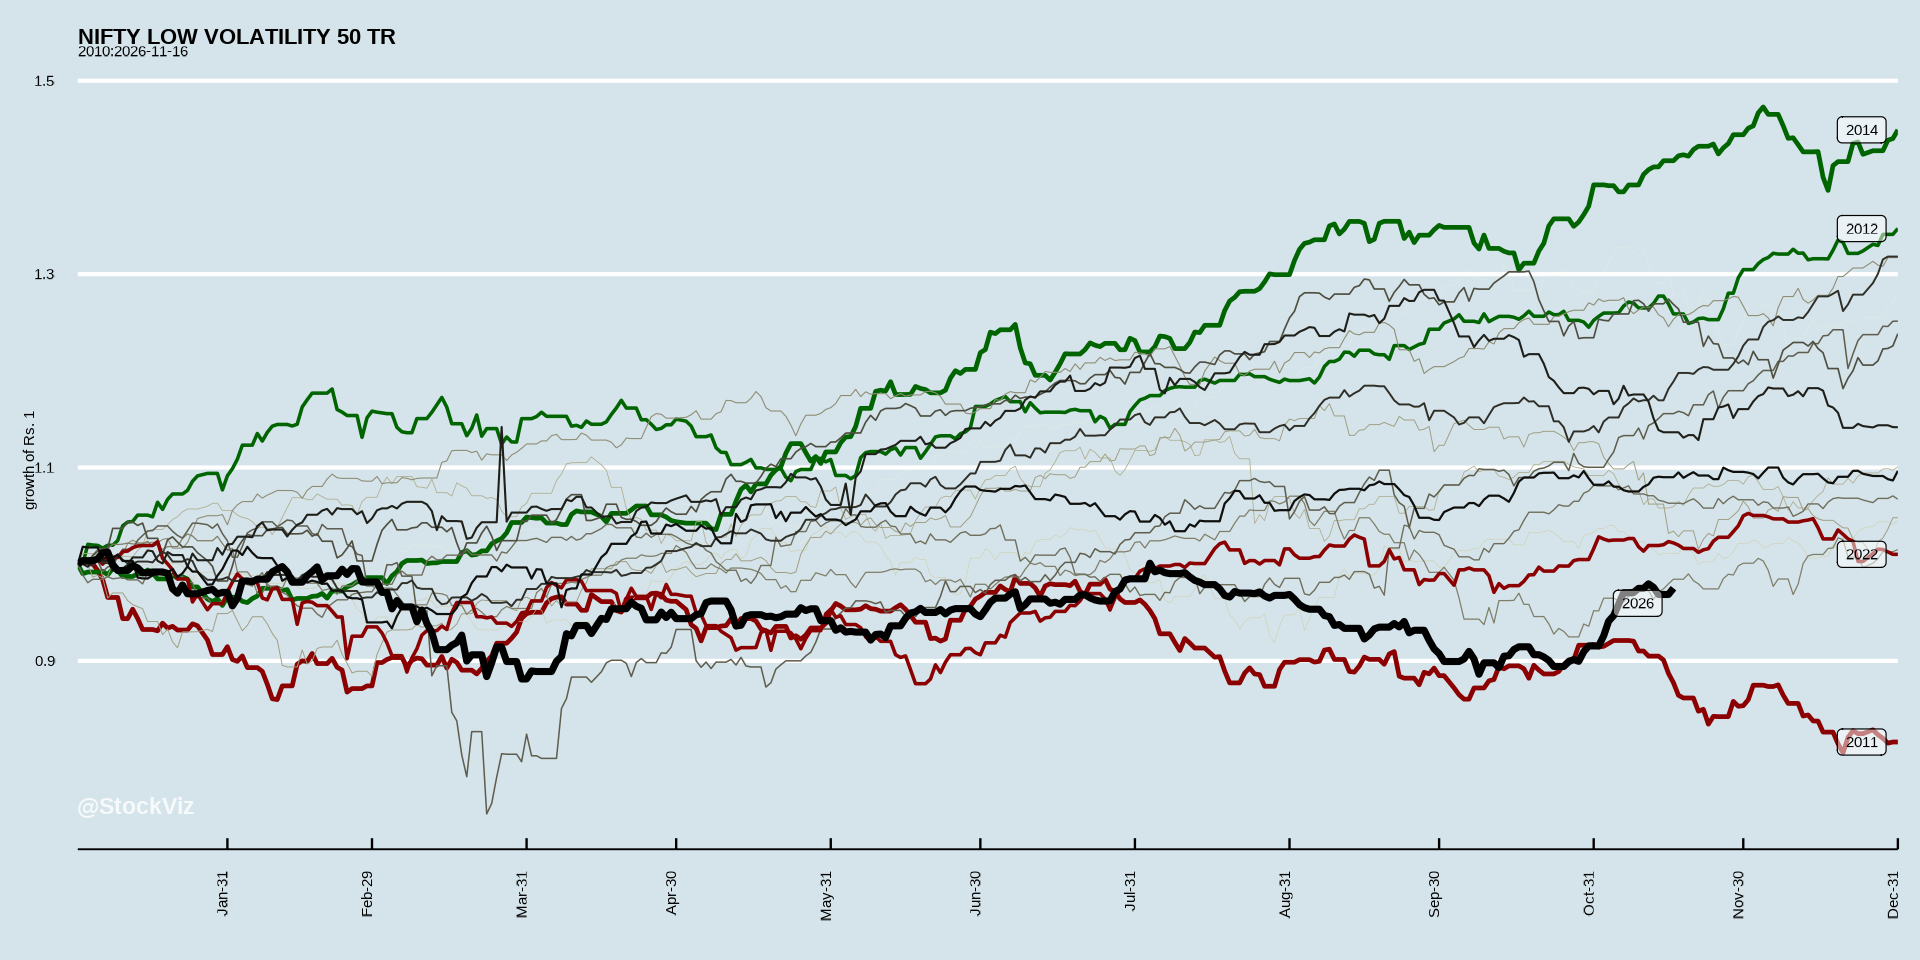 NIFTY LOW VOLATILITY 50 TR
2010:2026-11-16
1.5
1.3
1.1
0.9
growth of Rs. 1
2014
2012
2022
2026
2011
@StockViz
Jan-31
Feb-29
Mar-31
Apr-30
May-31
Jun-30
Jul-31
Aug-31
Sep-30
Oct-31
Nov-30
Dec-31